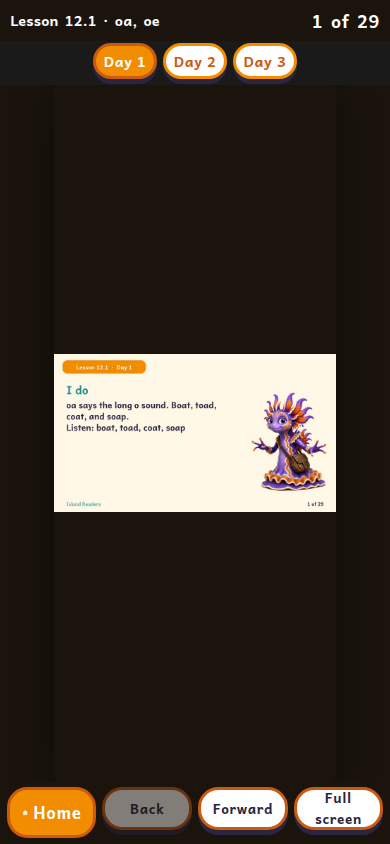 Lesson 12.1 · oa, oe
1 of 29
Day 1
Day 2
Day 3
Lesson 12.1 · Day 1
I do
oa says the long o sound. Boat, toad,
coat, and soap.
Listen: boat, toad, coat, soap
Island Readers
1 of 29
Home
Back
Forward
Full
screen